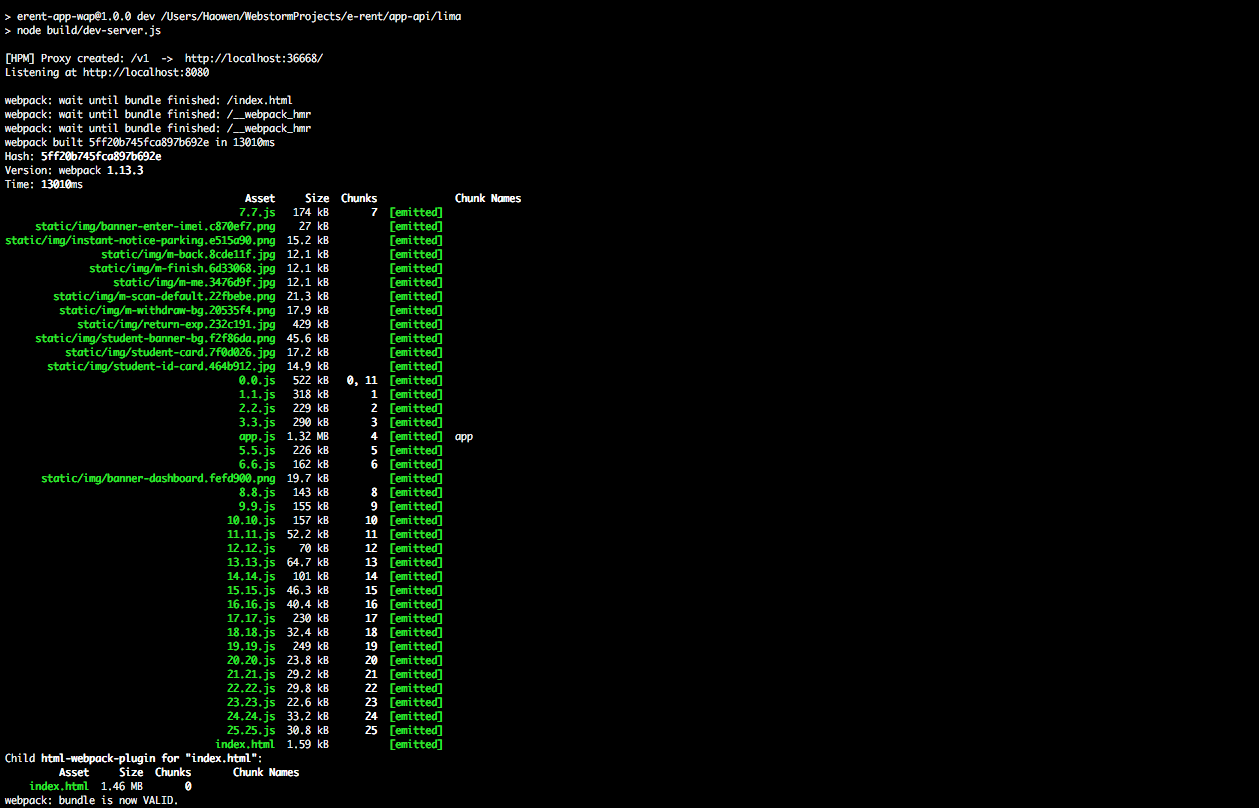 > erent-app-wap@1.0.0 dev /Users/Haowen/WebstormProjects/e-rent/app-api/lima
> node build/dev-server.js
[HPM] Proxy created: /v1  ->  http://localhost:36668/
Listening at http://localhost:8080
webpack: wait until bundle finished: /index.html
webpack: wait until bundle finished: /__webpack_hmr
webpack: wait until bundle finished: /__webpack_hmr
webpack built 5ff20b745fca897b692e in 13010ms
Hash: 5ff20b745fca897b692e
Version: webpack 1.13.3
Time: 13010ms
Asset Size Chunks Chunk Names
7.7.js 174 kB 7 [emitted]
static/img/banner-enter-imei.c870ef7.png 27 kB [emitted]
static/img/instant-notice-parking.e515a90.png 15.2 kB [emitted]
static/img/m-back.8cde11f.jpg 12.1 kB [emitted]
static/img/m-finish.6d33068.jpg 12.1 kB [emitted]
static/img/m-me.3476d9f.jpg 12.1 kB [emitted]
static/img/m-scan-default.22fbebe.png 21.3 kB [emitted]
static/img/m-withdraw-bg.20535f4.png 17.9 kB [emitted]
static/img/return-exp.232c191.jpg 429 kB [emitted]
static/img/student-banner-bg.f2f86da.png 45.6 kB [emitted]
static/img/student-card.7f0d026.jpg 17.2 kB [emitted]
static/img/student-id-card.464b912.jpg 14.9 kB [emitted]
0.0.js 522 kB 0, 11 [emitted]
1.1.js 318 kB 1 [emitted]
2.2.js 229 kB 2 [emitted]
3.3.js 290 kB 3 [emitted]
app.js 1.32 MB 4 [emitted] app
5.5.js 226 kB 5 [emitted]
6.6.js 162 kB 6 [emitted]
static/img/banner-dashboard.fefd900.png 19.7 kB [emitted]
8.8.js 143 kB 8 [emitted]
9.9.js 155 kB 9 [emitted]
10.10.js 157 kB 10 [emitted]
11.11.js 52.2 kB 11 [emitted]
12.12.js 70 kB 12 [emitted]
13.13.js 64.7 kB 13 [emitted]
14.14.js 101 kB 14 [emitted]
15.15.js 46.3 kB 15 [emitted]
16.16.js 40.4 kB 16 [emitted]
17.17.js 230 kB 17 [emitted]
18.18.js 32.4 kB 18 [emitted]
19.19.js 249 kB 19 [emitted]
20.20.js 23.8 kB 20 [emitted]
21.21.js 29.2 kB 21 [emitted]
22.22.js 29.8 kB 22 [emitted]
23.23.js 22.6 kB 23 [emitted]
24.24.js 33.2 kB 24 [emitted]
25.25.js 30.8 kB 25 [emitted]
index.html 1.59 kB [emitted]
Child html-webpack-plugin for "index.html":
Asset Size Chunks Chunk Names
index.html 1.46 MB 0
webpack: bundle is now VALID.